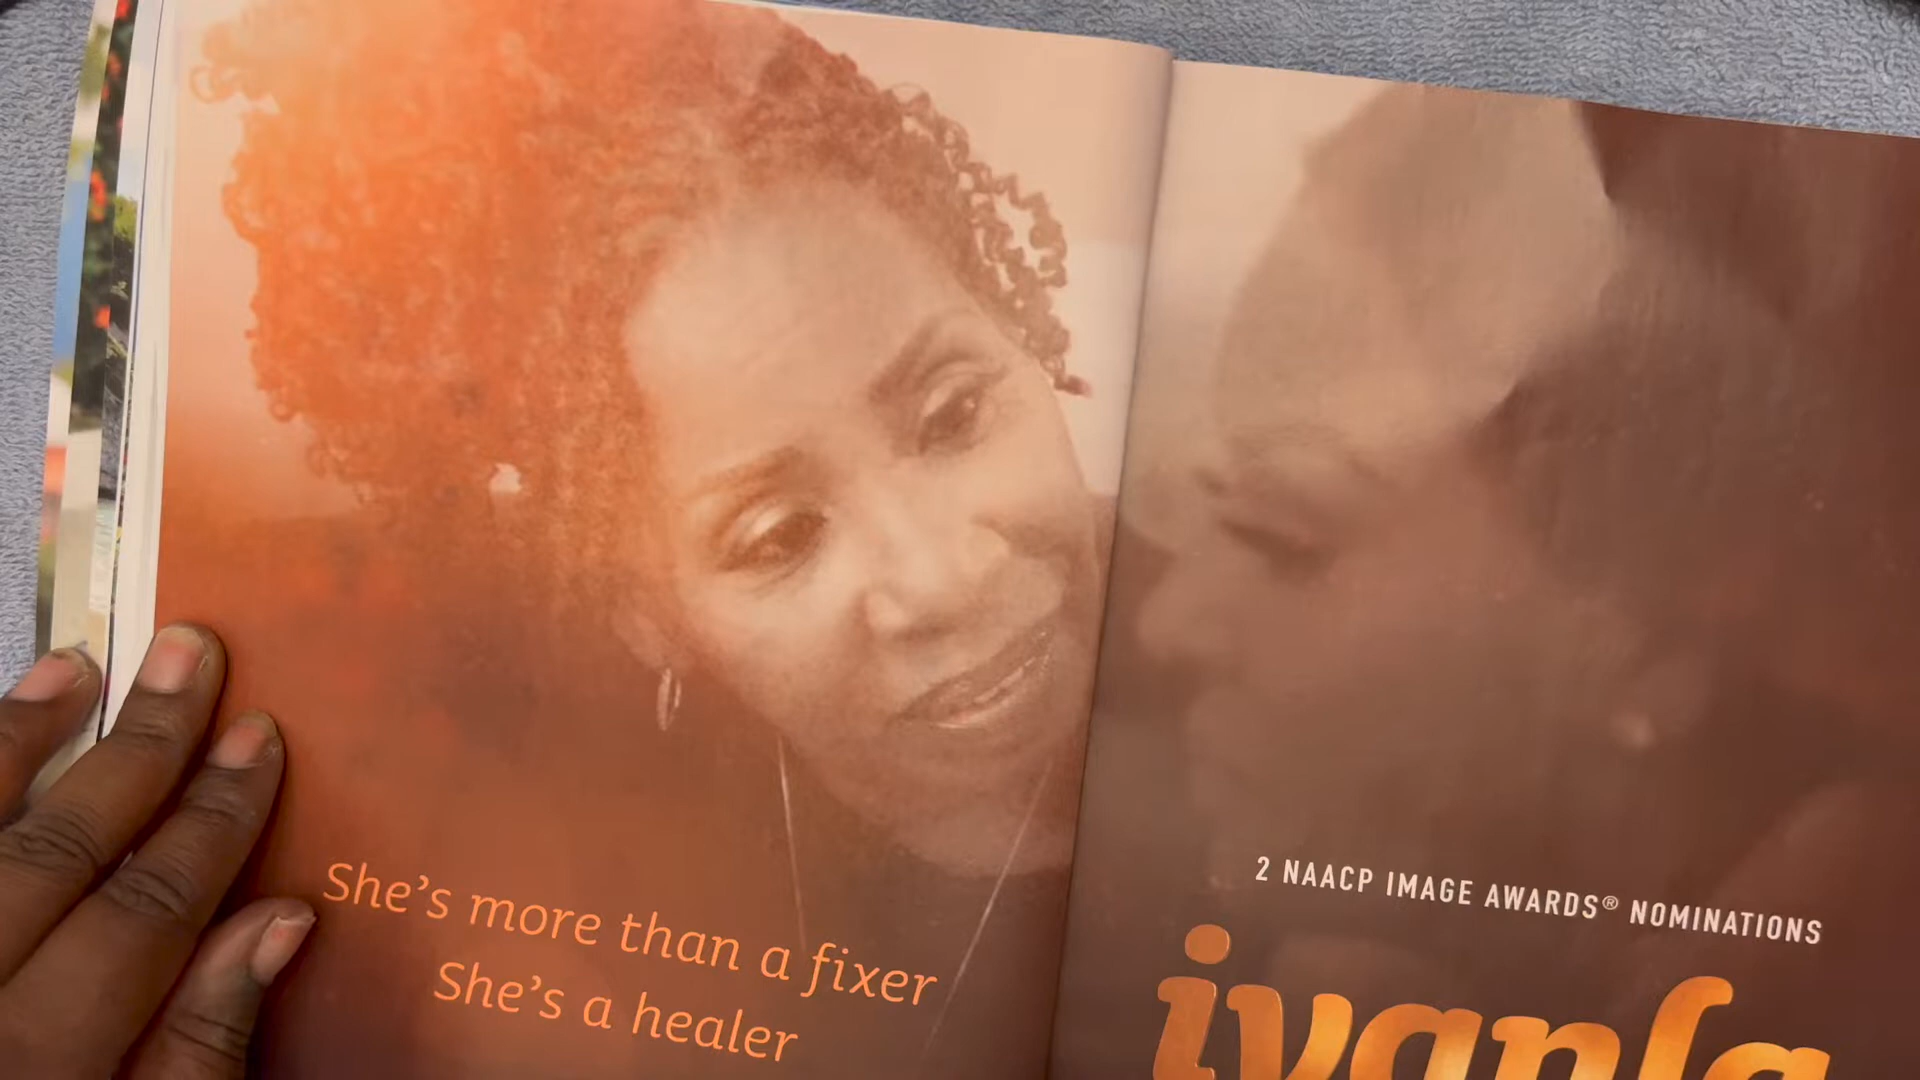 She's more than a fixer
She's a healer
2 NAACP IMAGE AWARDS® NOMINATIONS
iyanla